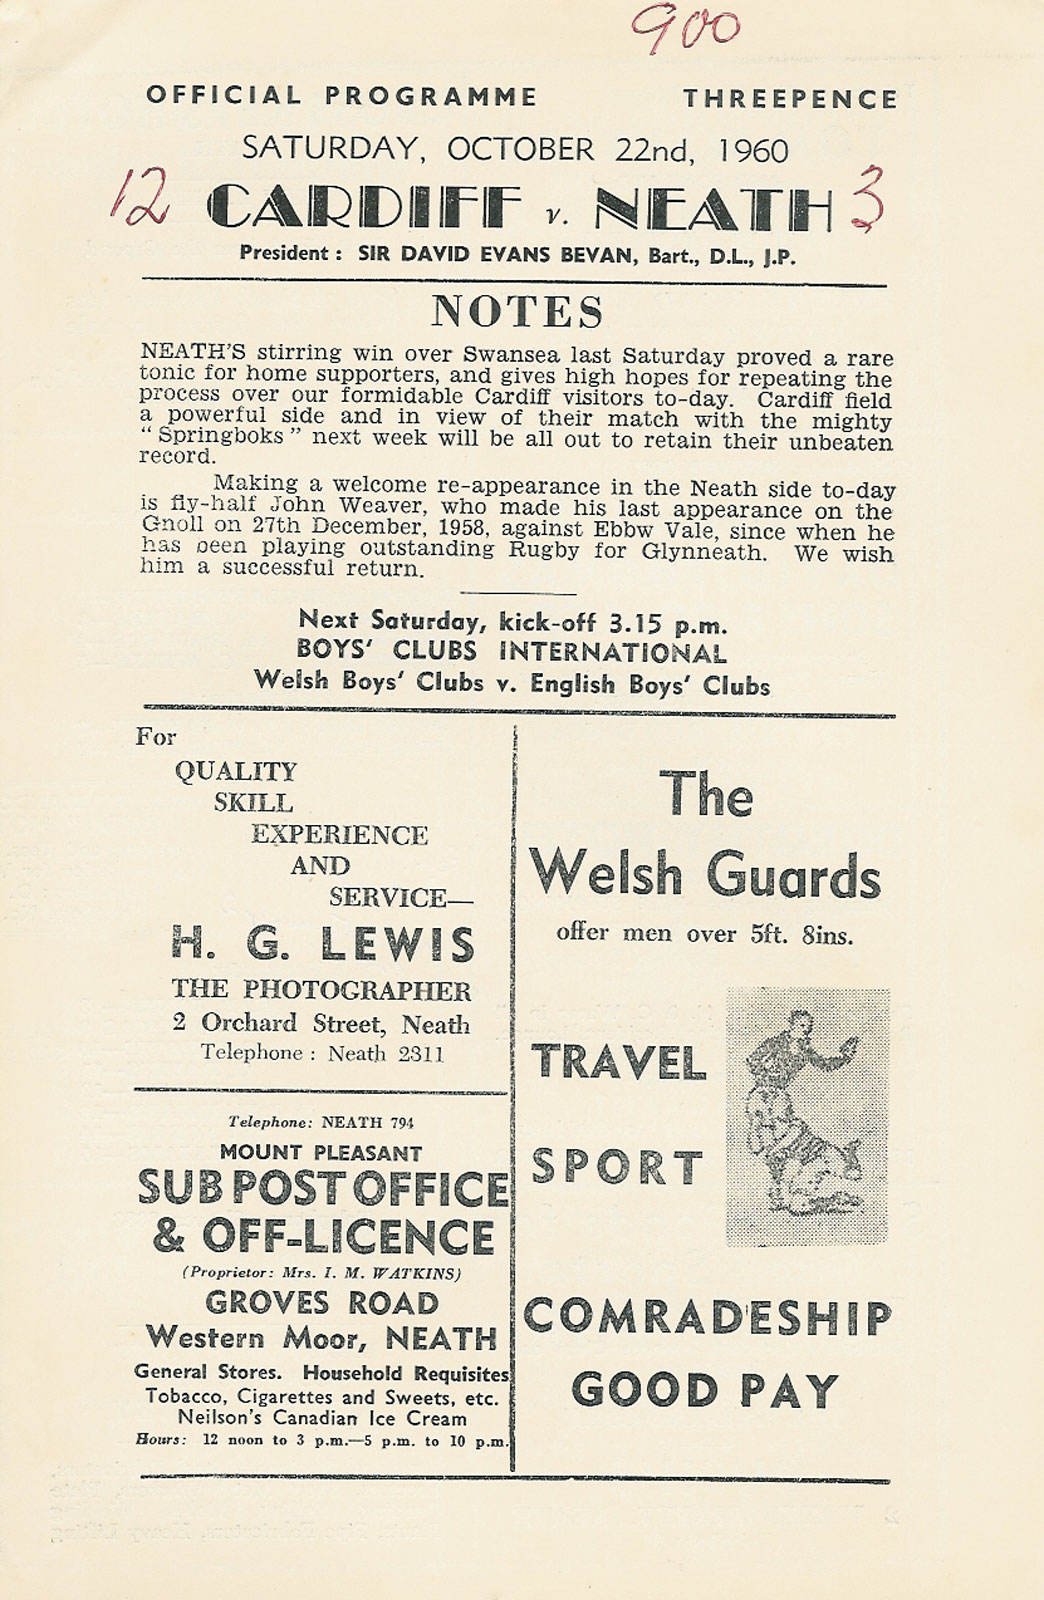 900
OFFICIAL PROGRAMME THREEPENCE
SATURDAY, OCTOBER 22nd, 1960
12 CARDIFF v. NEATH 3
President : SIR DAVID EVANS BEVAN, Bart., D.L., J.P.
NOTES
NEATH'S stirring win over Swansea last Saturday proved a rare
tonic for home supporters, and gives high hopes for repeating the
process over our formidable Cardiff visitors to-day. Cardiff field
a powerful side and in view of their match with the mighty
“ Springboks ” next week will be all out to retain their unbeaten
record.
Making a welcome re-appearance in the Neath side to-day
is fly-half John Weaver, who made his last appearance on the
Gnoll on 27th December, 1958, against Ebbw Vale, since when he
has been playing outstanding Rugby for Glynneath. We wish
him a successful return.
Next Saturday, kick-off 3.15 p.m.
BOYS' CLUBS INTERNATIONAL
Welsh Boys' Clubs v. English Boys' Clubs
For
QUALITY
SKILL
EXPERIENCE
AND
SERVICE—
H. G. LEWIS
THE PHOTOGRAPHER
2 Orchard Street, Neath
Telephone : Neath 2311
Telephone: NEATH 794
MOUNT PLEASANT
SUB POST OFFICE
& OFF-LICENCE
(Proprietor: Mrs. I. M. WATKINS)
GROVES ROAD
Western Moor, NEATH
General Stores. Household Requisites
Tobacco, Cigarettes and Sweets, etc.
Neilson's Canadian Ice Cream
Hours: 12 noon to 3 p.m.—5 p.m. to 10 p.m.
The
Welsh Guards
offer men over 5ft. 8ins.
TRAVEL
SPORT
COMRADESHIP
GOOD PAY